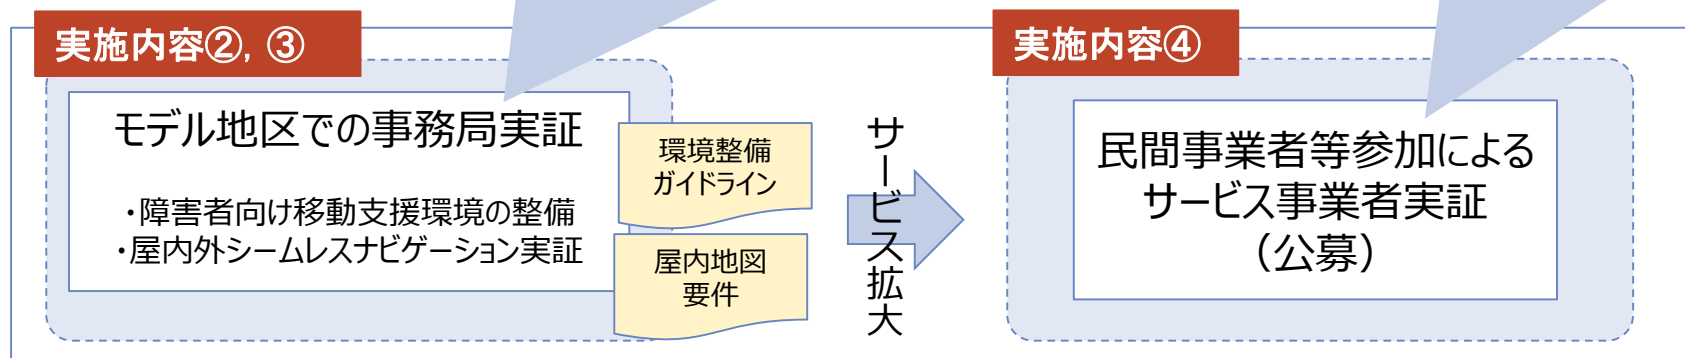 実施内容②，③
モデル地区での事務局実証
・障害者向け移動支援環境の整備
・屋内外シームレスナビゲーション実証
環境整備
ガイドライン
屋内地図
要件
サービス拡大
実施内容④
民間事業者等参加による
サービス事業者実証
（公募）